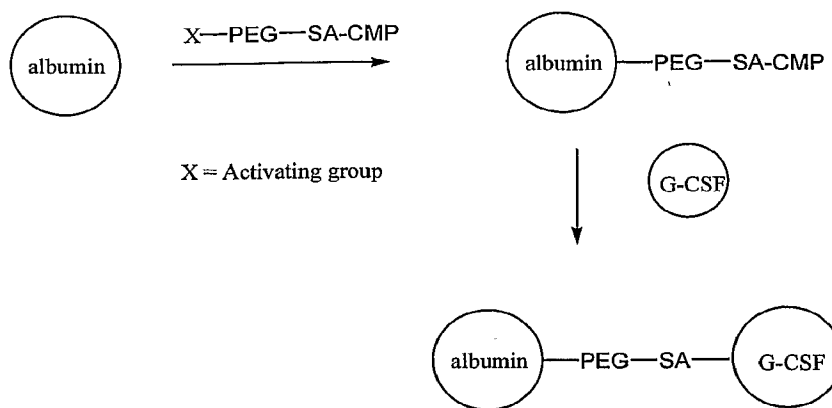 X—PEG—SA-CMP
albumin
albumin—PEG—SA-CMP
X = Activating group
G-CSF
albumin—PEG—SA—G-CSF